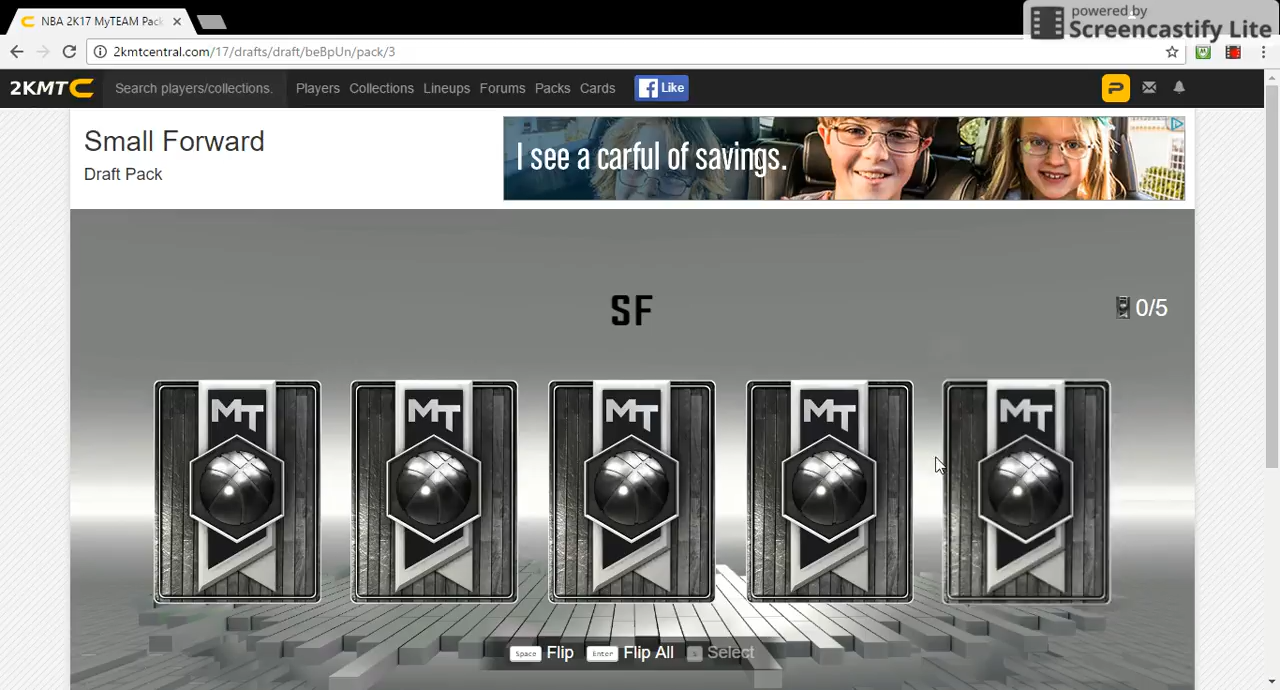 NBA 2K17 MyTEAM Pack
powered by
Screencastify Lite
2kmtcentral.com/17/drafts/draft/beBpUn/pack/3
2KMTC Search players/collections. Players Collections Lineups Forums Packs Cards Like
Small Forward
Draft Pack
I see a carful of savings.
SF
0/5
MT MT MT MT MT
Space Flip Enter Flip All Select